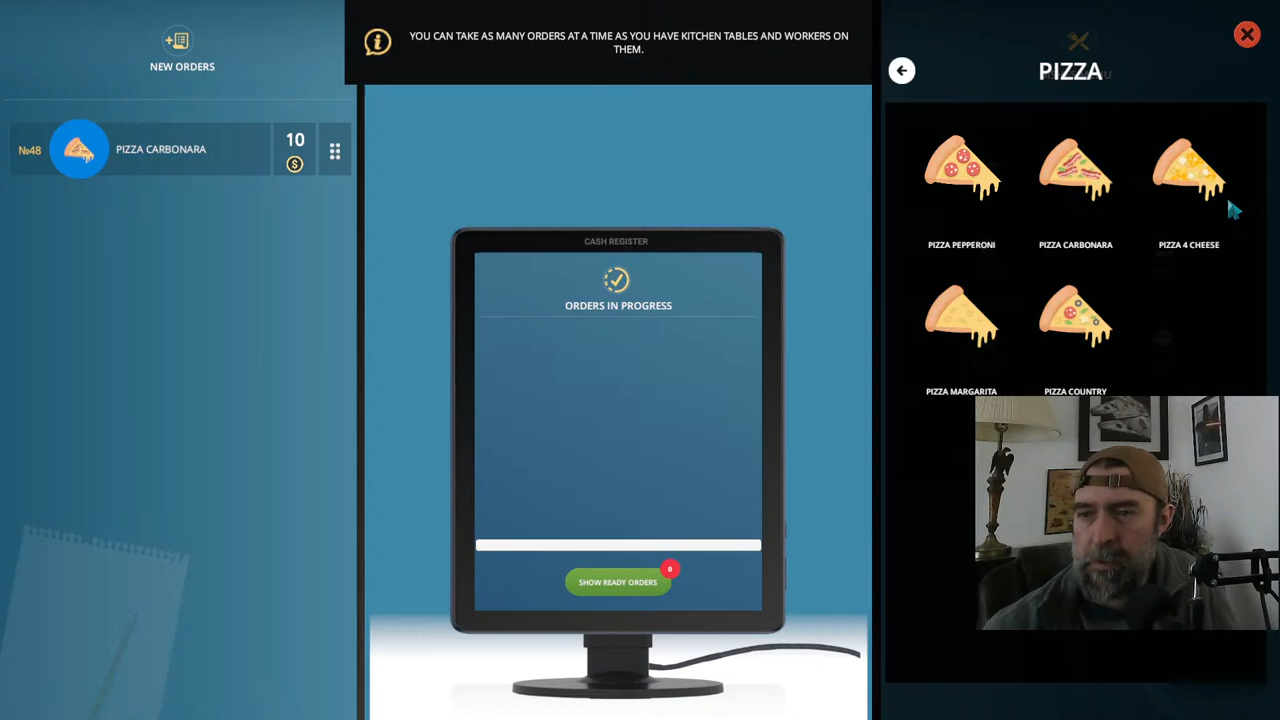 NEW ORDERS
№48
PIZZA CARBONARA
10
YOU CAN TAKE AS MANY ORDERS AT A TIME AS YOU HAVE KITCHEN TABLES AND WORKERS ON
THEM.
CASH REGISTER
ORDERS IN PROGRESS
SHOW READY ORDERS
0
PIZZA
PIZZA PEPPERONI
PIZZA CARBONARA
PIZZA 4 CHEESE
PIZZA MARGARITA
PIZZA COUNTRY